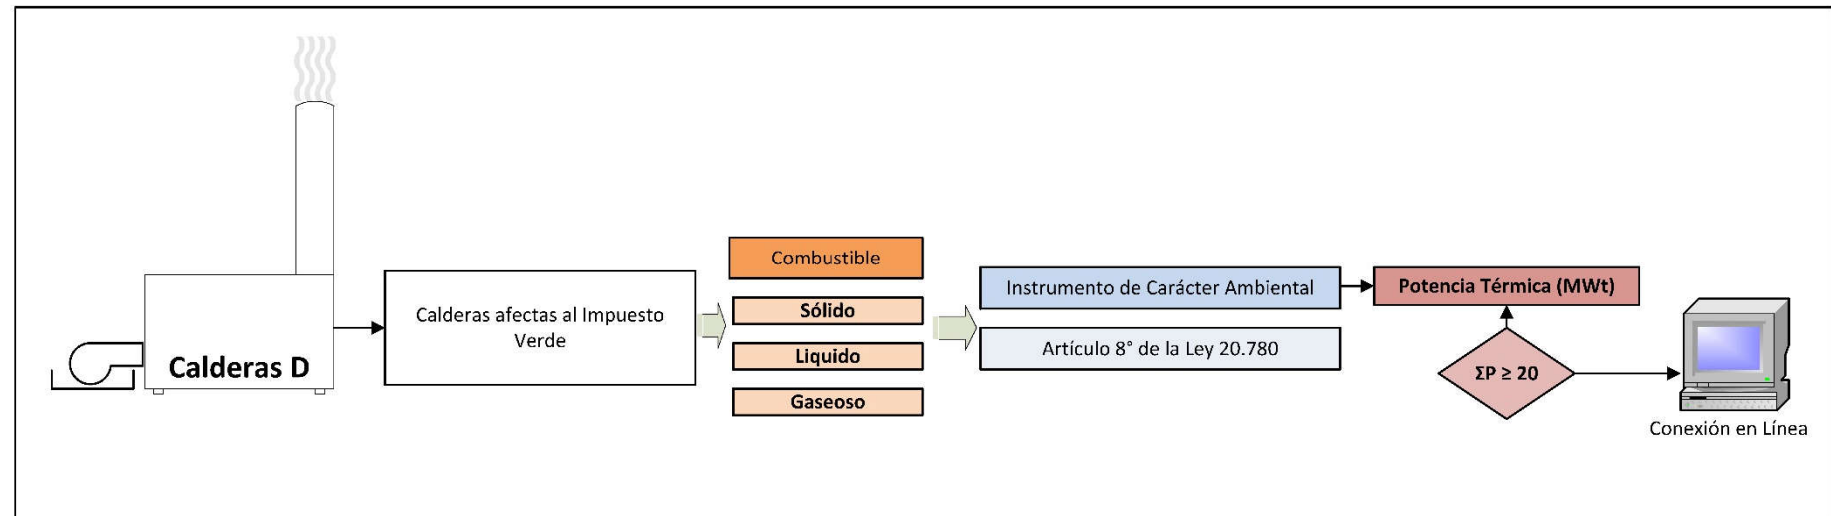 Calderas D
Calderas afectas al Impuesto
Verde
Combustible
Sólido
Liquido
Gaseoso
Instrumento de Carácter Ambiental
Artículo 8° de la Ley 20.780
Potencia Térmica (MWt)
ΣP ≥ 20
Conexión en Línea